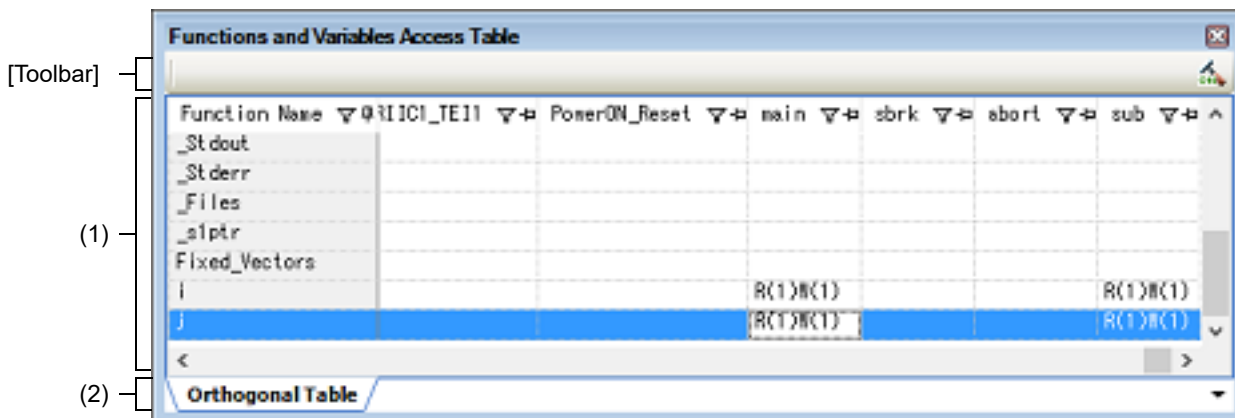 Functions and Variables Access Table
[Toolbar]
Function Name RIIC1_TEI1 PowerON_Reset main sbrk abort sub
_Stdout
_Stderr
_Files
(1)
_s1ptr
Fixed_Vectors
i R(1)W(1) R(1)W(1)
j R(1)W(1) R(1)W(1)
(2)
Orthogonal Table